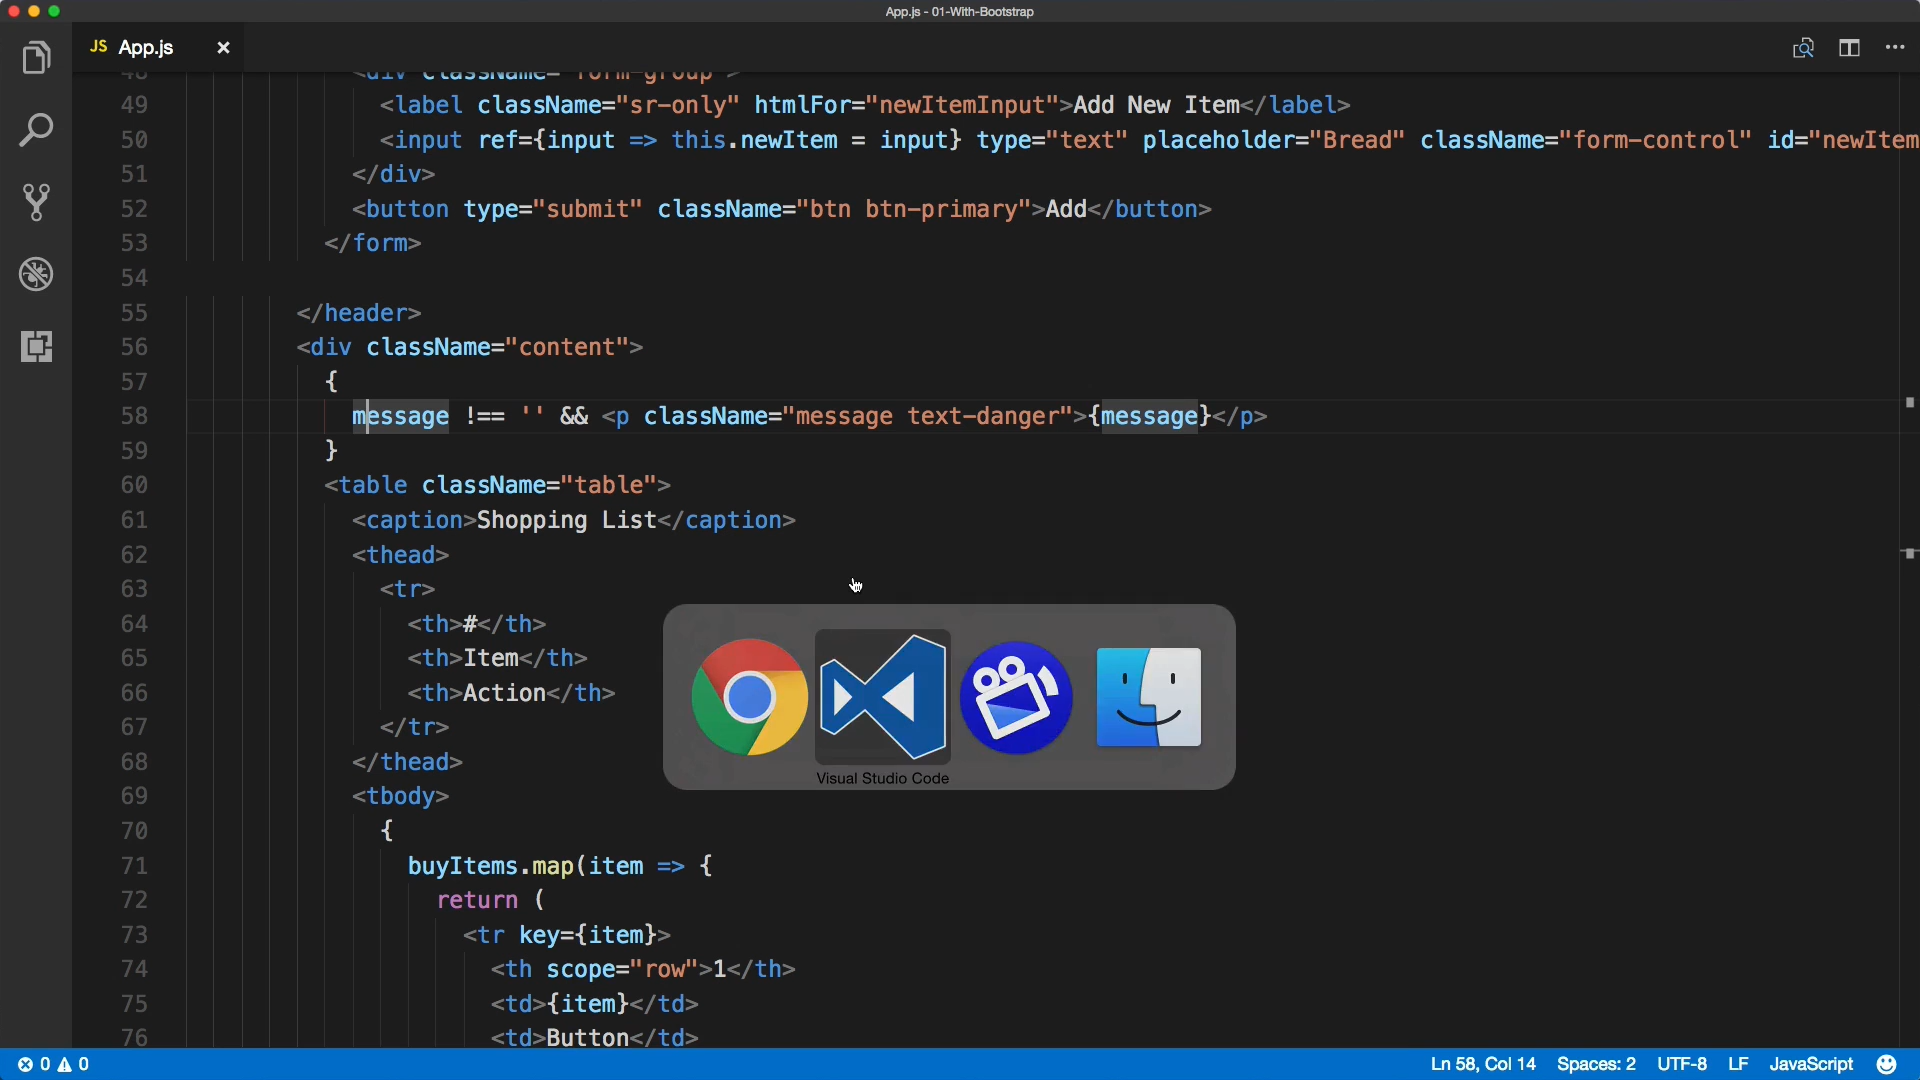 App.js - 01-With-Bootstrap
JS App.js
48 <div className="form-group">
49 <label className="sr-only" htmlFor="newItemInput">Add New Item</label>
50 <input ref={input => this.newItem = input} type="text" placeholder="Bread" className="form-control" id="newItem
51 </div>
52 <button type="submit" className="btn btn-primary">Add</button>
53 </form>
54
55 </header>
56 <div className="content">
57 {
58 message !== '' && <p className="message text-danger">{message}</p>
59 }
60 <table className="table">
61 <caption>Shopping List</caption>
62 <thead>
63 <tr>
64 <th>#</th>
65 <th>Item</th>
66 <th>Action</th>
67 </tr>
68 </thead>
69 <tbody>
70 {
71 buyItems.map(item => {
72 return (
73 <tr key={item}>
74 <th scope="row">1</th>
75 <td>{item}</td>
76 <td>Button</td>
Visual Studio Code
0 0 Ln 58, Col 14 Spaces: 2 UTF-8 LF JavaScript